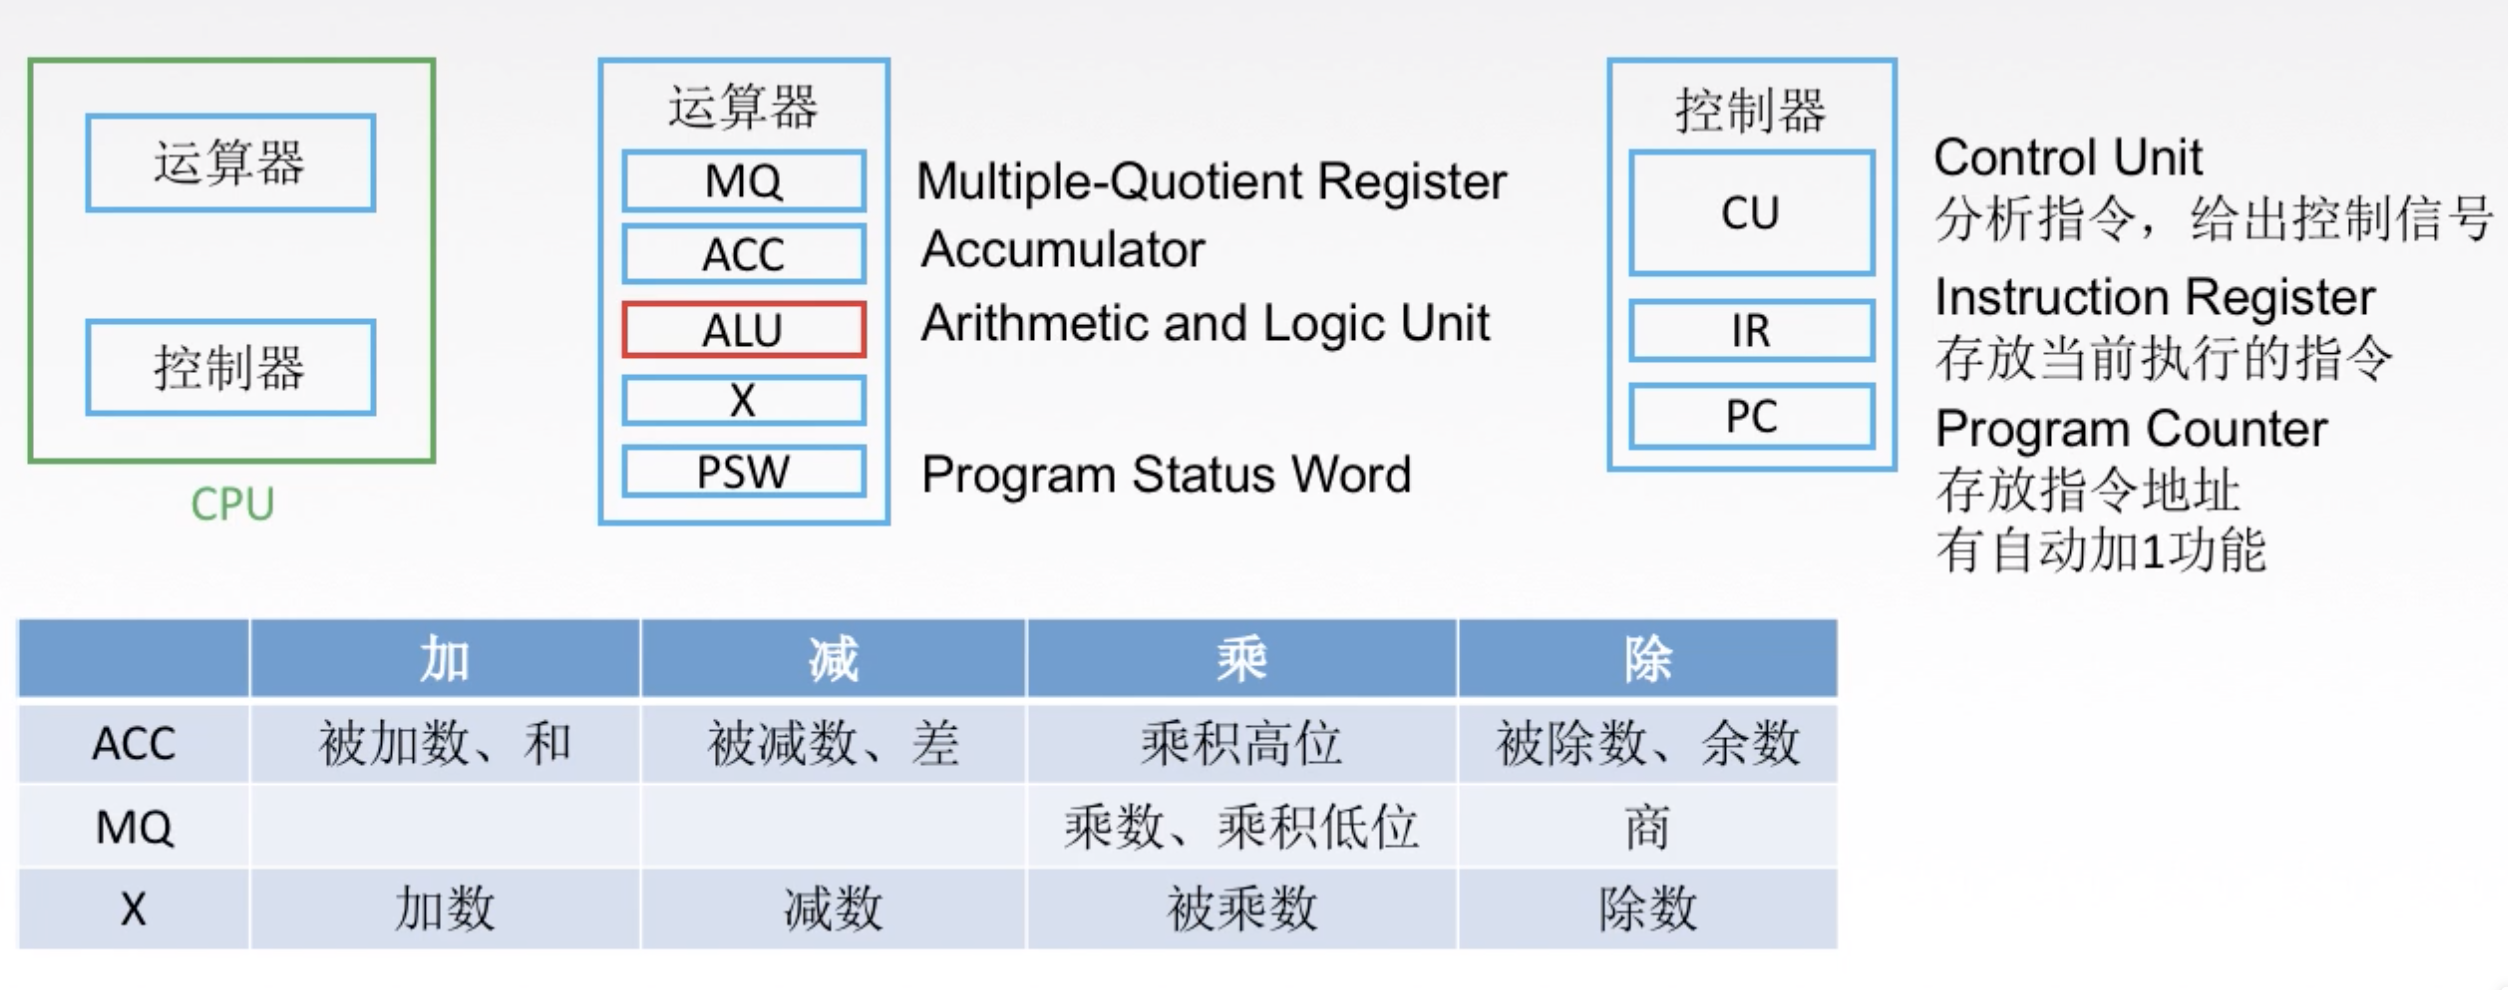 运算器
控制器
CPU
运算器
MQ
Multiple-Quotient Register
ACC
Accumulator
ALU
Arithmetic and Logic Unit
X
PSW
Program Status Word
控制器
CU
Control Unit
分析指令，给出控制信号
IR
Instruction Register
存放当前执行的指令
PC
Program Counter
存放指令地址
有自动加1功能
加 减 乘 除
ACC 被加数、和 被减数、差 乘积高位 被除数、余数
MQ 乘数、乘积低位 商
X 加数 减数 被乘数 除数